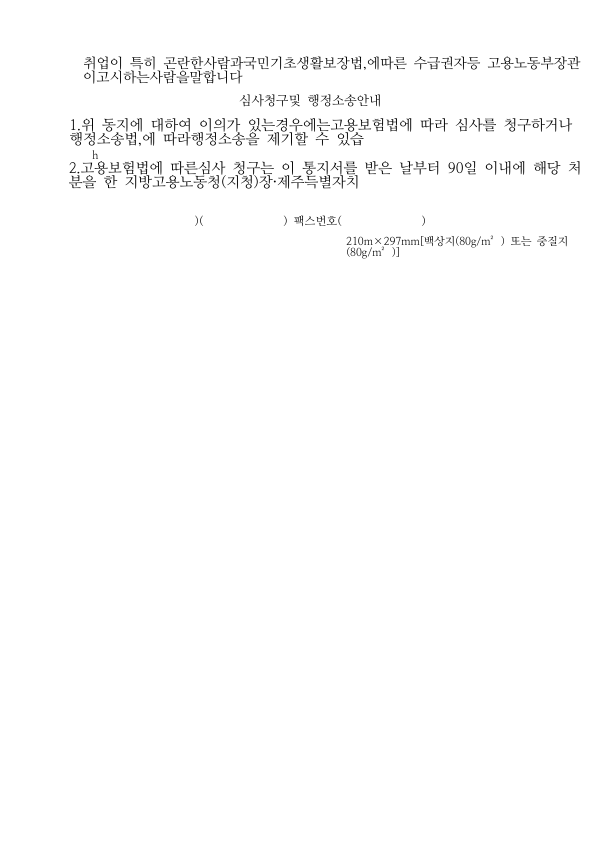 취업이 특히 곤란한사람과국민기초생활보장법,에따른 수급권자등 고용노동부장관
이고시하는사람을말합니다
심사청구및 행정소송안내
1.위 동지에 대하여 이의가 있는경우에는고용보험법에 따라 심사를 청구하거나
행정소송법,에 따라행정소송을 제기할 수 있습
h
2.고용보험법에 따른심사 청구는 이 통지서를 받은 날부터 90일 이내에 해당 처
분을 한 지방고용노동청(지청)장·제주득별자치
)( ) 팩스번호( )
210m×297mm[백상지(80g/㎡ ) 또는 중질지
(80g/㎡ )]